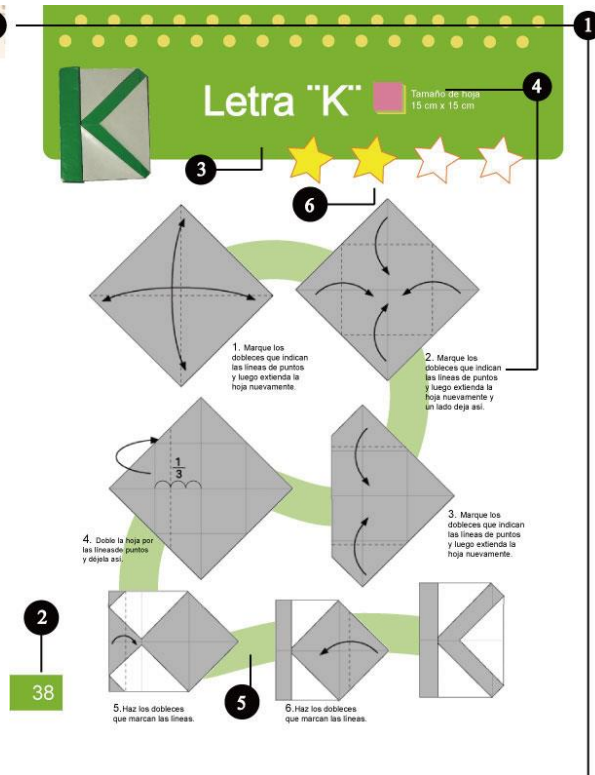 1
Letra ¨K¨
Tamaño de hoja
15 cm x 15 cm
4
3
6
1. Marque los
dobleces que indican
las líneas de puntos
y luego extienda la
hoja nuevamente.
2. Marque los
dobleces que indican
las líneas de puntos
y luego extienda la
hoja nuevamente y
un lado deja así.
1
3
4. Doble la hoja por
las líneasde puntos
y déjela así.
3. Marque los
dobleces que indican
las líneas de puntos
y luego extienda la
hoja nuevamente.
2
38
5
5.Haz los dobleces
que marcan las líneas.
6.Haz los dobleces
que marcan las líneas.